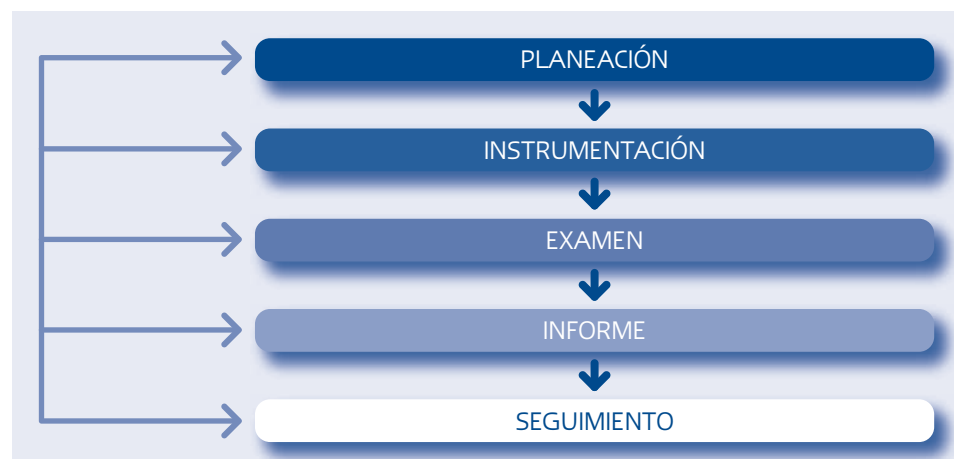 PLANEACIÓN
INSTRUMENTACIÓN
EXAMEN
INFORME
SEGUIMIENTO